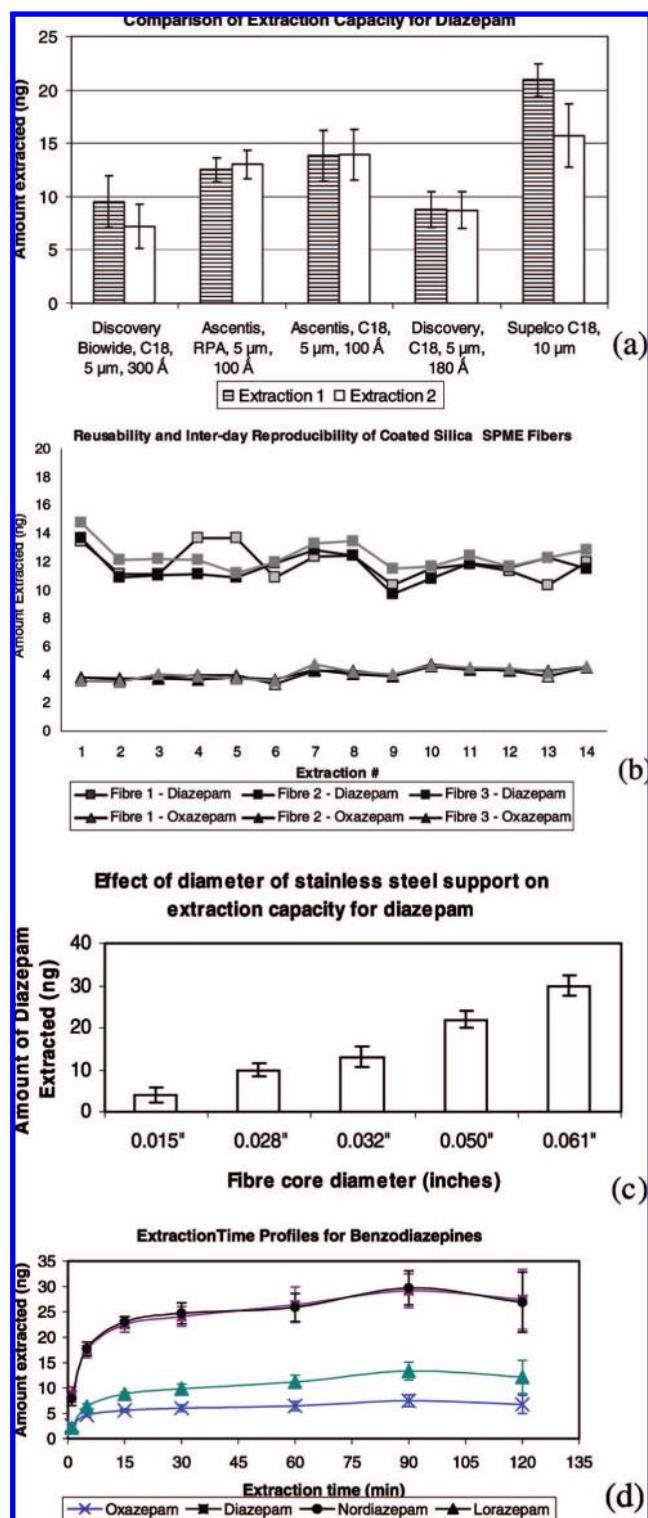 Comparison of Extraction Capacity for Diazepam
25
20
15
10
5
0
Amount extracted (ng)
Discovery Biowide, C18, 5 µm, 300 Å
Ascentis, RPA, 5 µm, 100 Å
Ascentis, C18, 5 µm, 100 Å
Discovery, C18, 5 µm, 180 Å
Supelco C18, 10 µm
(a)
Extraction 1 Extraction 2
Reusability and Inter-day Reproducibility of Coated Silica SPME Fibers
20
18
16
14
12
10
8
6
4
2
0
Amount Extracted (ng)
1 2 3 4 5 6 7 8 9 10 11 12 13 14
Extraction #
(b)
Fibre 1 - Diazepam Fibre 2 - Diazepam Fibre 3 - Diazepam
Fibre 1 - Oxazepam Fibre 2 - Oxazepam Fibre 3 - Oxazepam
Effect of diameter of stainless steel support on
extraction capacity for diazepam
Amount of Diazepam
Extracted (ng)
40
30
20
10
0
0.015" 0.028" 0.032" 0.050" 0.061"
Fibre core diameter (inches)
(c)
ExtractionTime Profiles for Benzodiazepines
35
30
25
20
15
10
5
0
Amount extracted (ng)
0 15 30 45 60 75 90 105 120 135
Extraction time (min)
(d)
Oxazepam Diazepam Nordiazepam Lorazepam